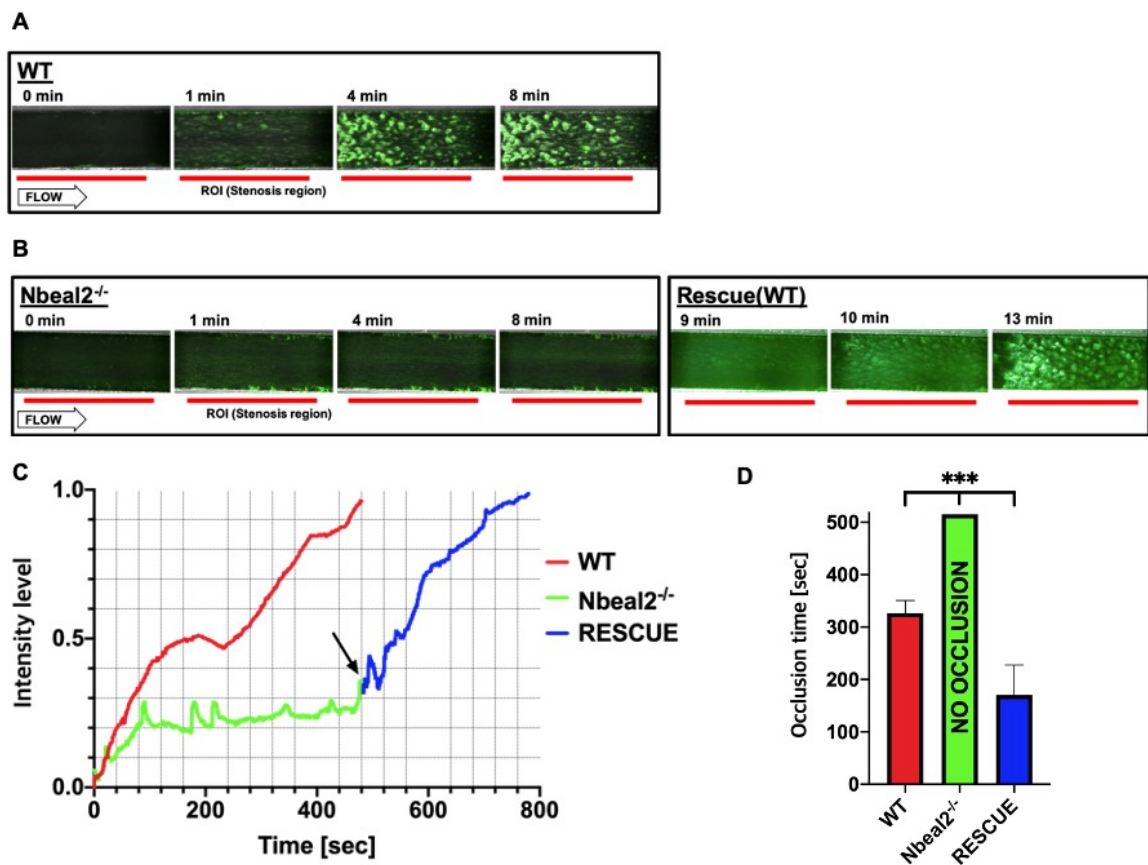 A
WT
0 min
1 min
4 min
8 min
FLOW
ROI (Stenosis region)
B
Nbeal2-/-
0 min
1 min
4 min
8 min
FLOW
ROI (Stenosis region)
Rescue(WT)
9 min
10 min
13 min
C
Intensity level
1.0
0.5
0.0
0
200
400
600
800
Time [sec]
WT
Nbeal2-/-
RESCUE
D
***
Occlusion time [sec]
500
400
300
200
100
0
NO OCCLUSION
WT
Nbeal2-/-
RESCUE